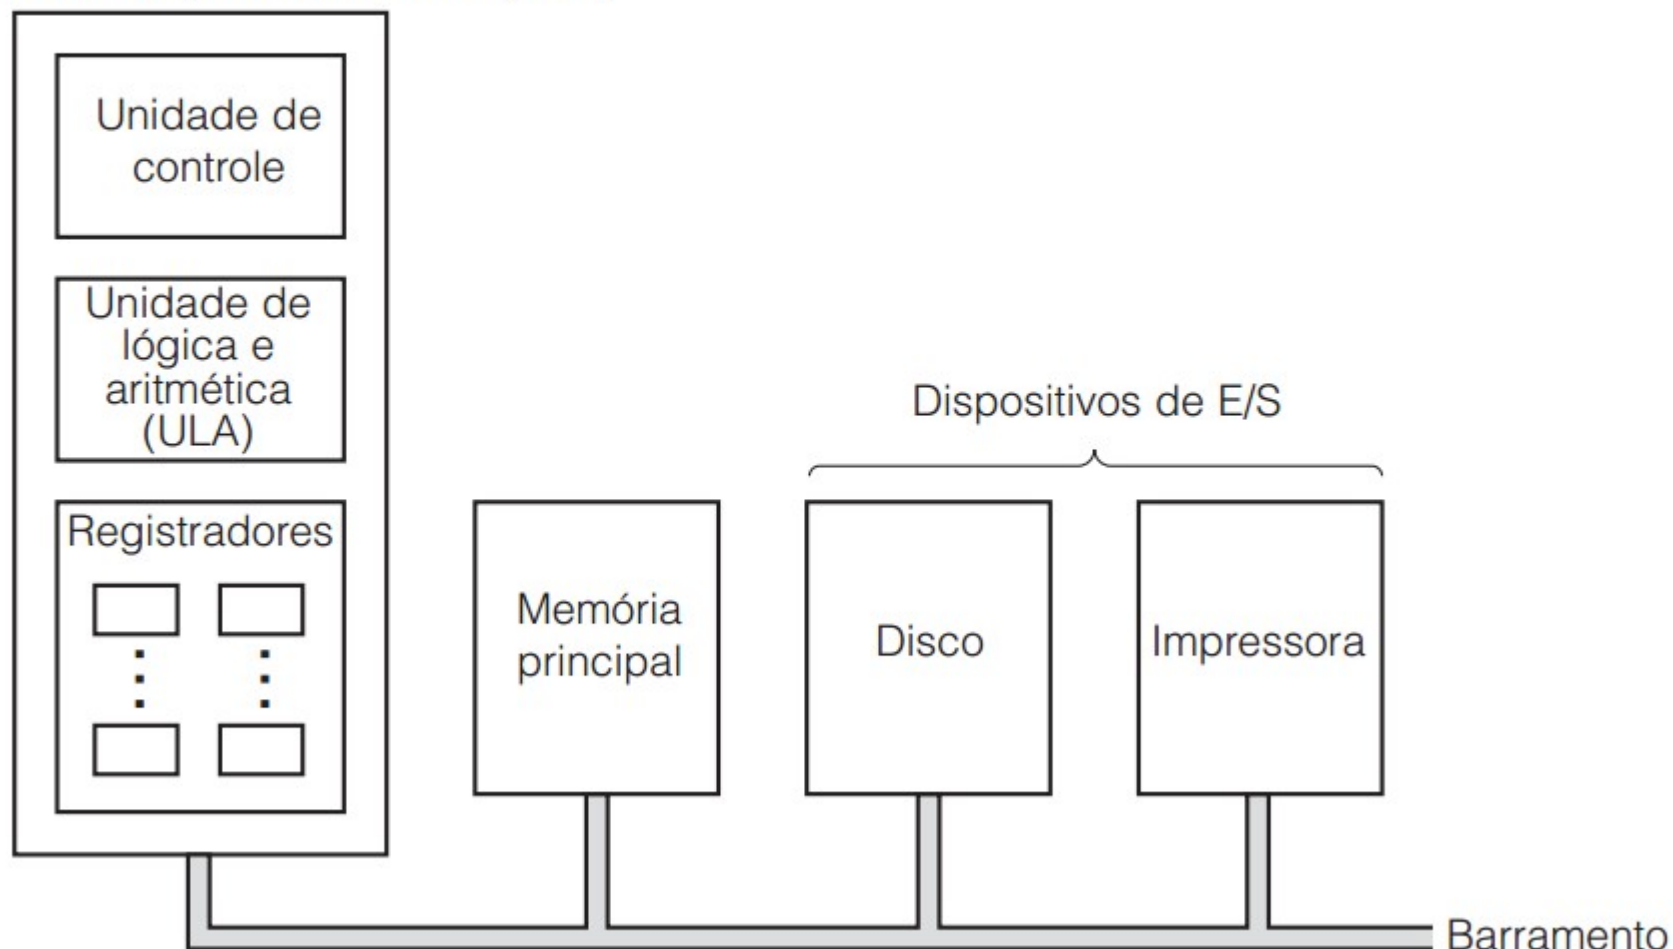 Unidade de
controle
Unidade de
lógica e
aritmética
(ULA)
Registradores
Memória
principal
Dispositivos de E/S
Disco
Impressora
Barramento